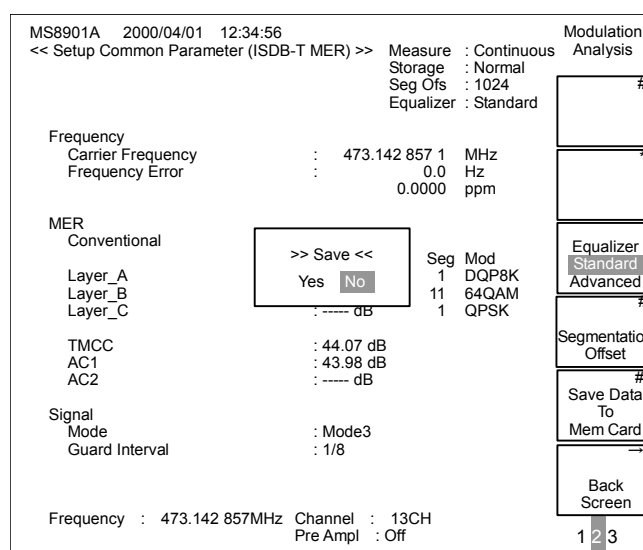 MS8901A 2000/04/01 12:34:56
<< Setup Common Parameter (ISDB-T MER) >> Measure : Continuous
Storage : Normal
Seg Ofs : 1024
Equalizer : Standard
Frequency
Carrier Frequency : 473.142 857 1 MHz
Frequency Error : 0.0 Hz
0.0000 ppm
MER
Conventional
Seg Mod
Layer_A 1 DQP8K
Layer_B 11 64QAM
Layer_C : ----- dB 1 QPSK
>> Save <<
Yes No
TMCC : 44.07 dB
AC1 : 43.98 dB
AC2 : ----- dB
Signal
Mode : Mode3
Guard Interval : 1/8
Frequency : 473.142 857MHz Channel : 13CH
Pre Ampl : Off
Modulation
Analysis
#
*
Equalizer
Standard
Advanced
#
Segmentatio
Offset
#
Save Data
To
Mem Card
→
Back
Screen
1 2 3